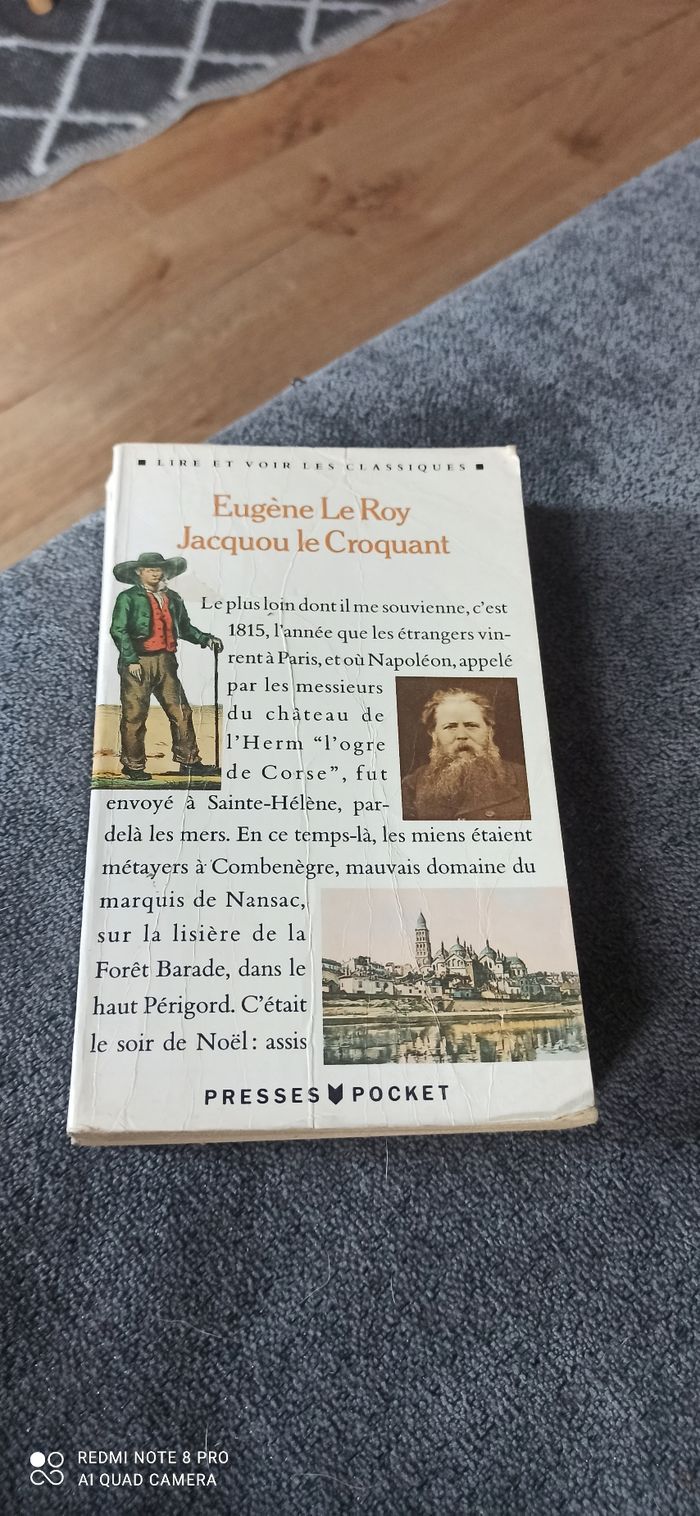 ■ LIRE ET VOIR LES CLASSIQUES ■
Eugène Le Roy
Jacquou le Croquant
Le plus loin dont il me souvienne, c'est
1815, l'année que les étrangers vin-
rent à Paris, et où Napoléon, appelé
par les messieurs
du château de
l'Herm "l'ogre
de Corse", fut
envoyé à Sainte-Hélène, par-
delà les mers. En ce temps-là, les miens étaient
métayers à Combenègre, mauvais domaine du
marquis de Nansac,
sur la lisière de la
Forêt Barade, dans le
haut Périgord. C'était
le soir de Noël : assis
PRESSES POCKET
REDMI NOTE 8 PRO
AI QUAD CAMERA